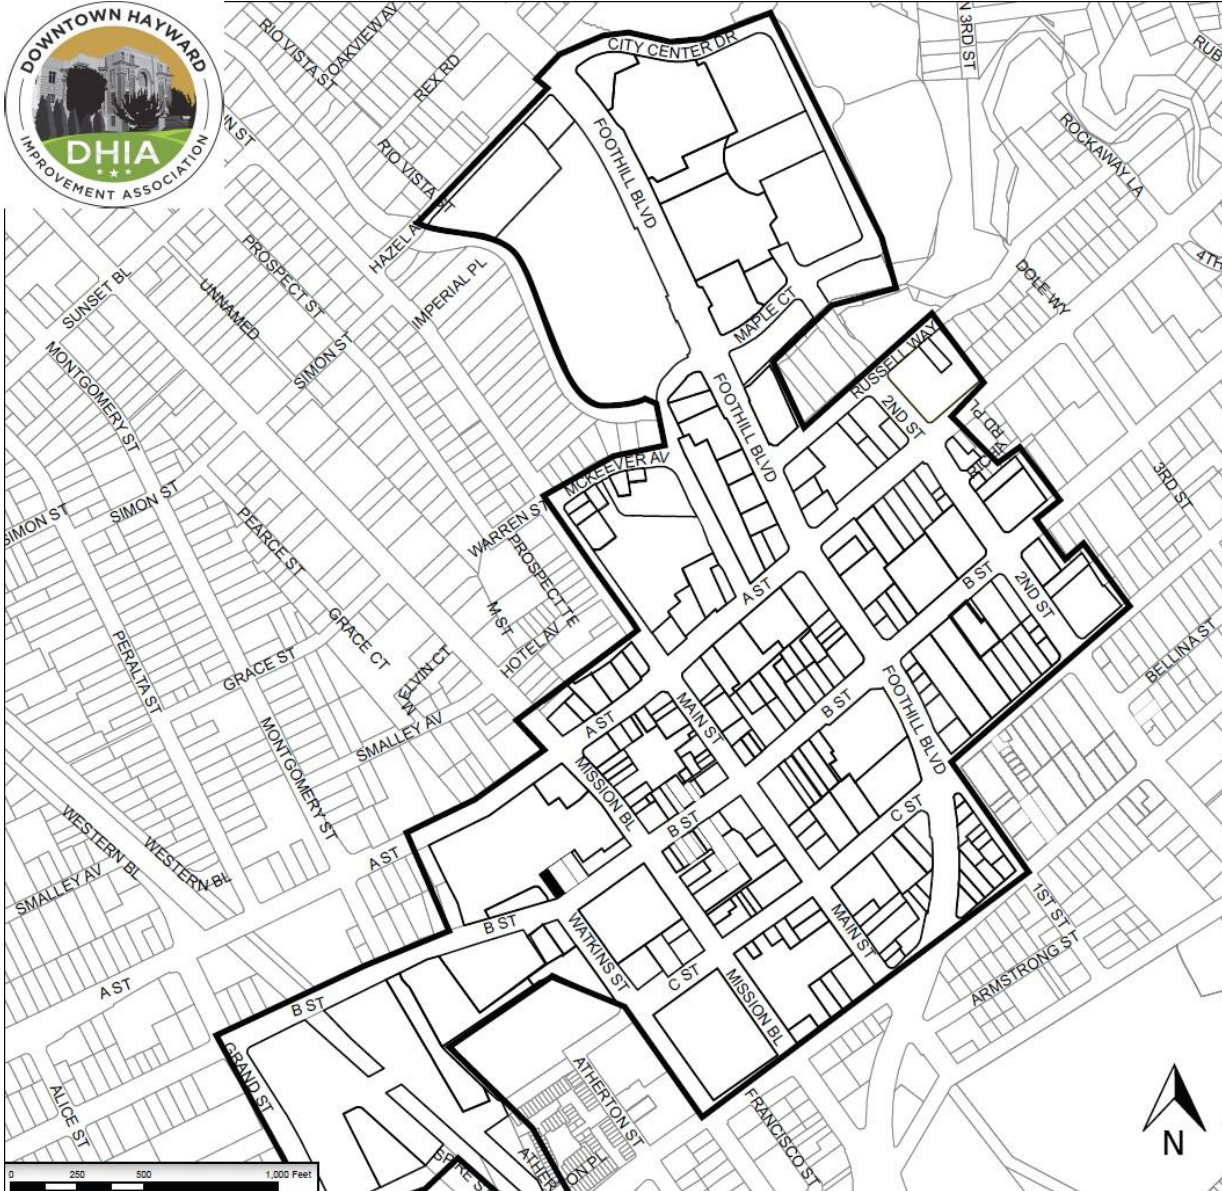 DOWNTOWN HAYWARD
DHIA
IMPROVEMENT ASSOCIATION
OAKVIEW AV
RIO VISTA ST
REX RD
CITY CENTER DR
N 3RD ST
RUB
ROCKAWAY LA
RIO VISTA ST
FOOTHILL BLVD
HAZEL A
PROSPECT ST
SUNSET BL
UNNAMED
IMPERIAL PL
4TH
DOLE WY
MAPLE CT
SIMON ST
MONTGOMERY ST
RUSSELL WAY
2ND ST
FOOTHILL BLVD
RICHARD PL
MCKEEVER AV
3RD ST
SIMON ST
SIMON ST
PEARCE ST
WARREN ST
PROSPECT TE
A ST
B ST
2ND ST
M ST
HOTEL AV
GRACE CT
GRACE ST
PERALTA ST
MELVIN CT
BELLINA ST
MAIN ST
B ST
FOOTHILL BLVD
A ST
SMALLEY AV
MONTGOMERY ST
MISSION BL
B ST
C ST
WESTERN BL
WESTERN BL
A ST
SMALLEY AV
B ST
WATKINS ST
MAIN ST
1ST ST
ARMSTRONG ST
C ST
MISSION BL
A ST
B ST
GRAND ST
ALICE ST
ATHERTON ST
FRANCISCO ST
N
0 250 500 1,000 Feet